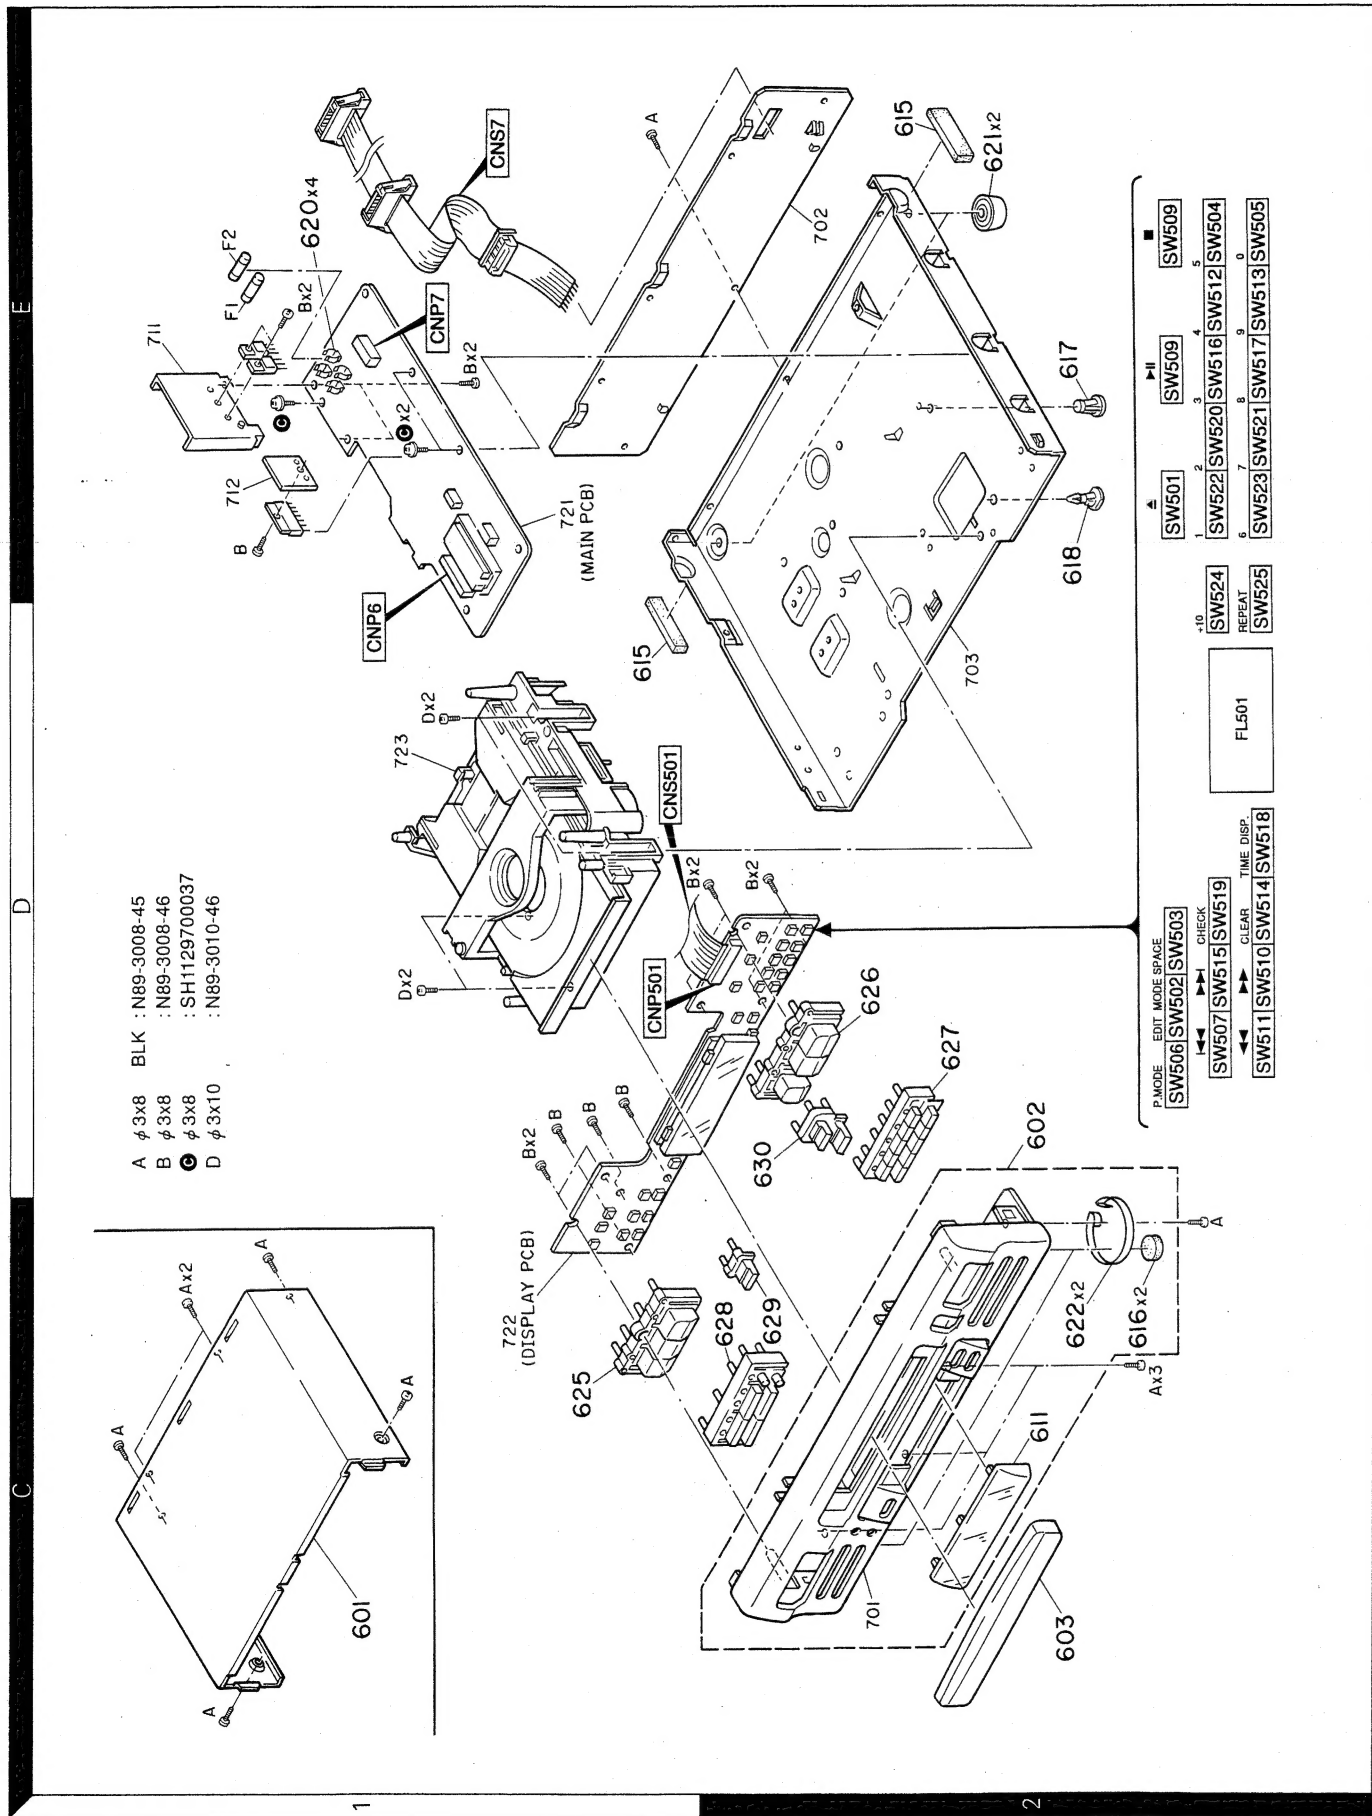 C
D
E
1
2
A φ3x8 BLK : N89-3008-45
B φ3x8 : N89-3008-46
C φ3x8 : SH1129700037
D φ3x10 : N89-3010-46
A
A
Ax2
A
A
601
711
F1
F2
Bx2
620x4
C
712
B
C x2
CNP7
Bx2
CNS7
CNP6
721
(MAIN PCB)
A
702
615
621x2
Dx2
723
Dx2
615
703
618
617
CNS501
Bx2
Bx2
CNP501
Bx2
B
B
B
722
(DISPLAY PCB)
626
627
630
625
628
629
602
A
622x2
616x2
Ax3
611
701
603
P.MODE EDIT MODE SPACE
SW506 SW502 SW503
|◀◀ ▶▶| CHECK
SW507 SW515 SW519
◀◀ ▶▶ CLEAR TIME DISP.
SW511 SW510 SW514 SW518
FL501
+10
SW524
REPEAT
SW525
▲ ▶II ■
SW501 SW509 SW509
1 2 3 4 5
SW522 SW520 SW516 SW512 SW504
6 7 8 9 0
SW523 SW521 SW517 SW513 SW505